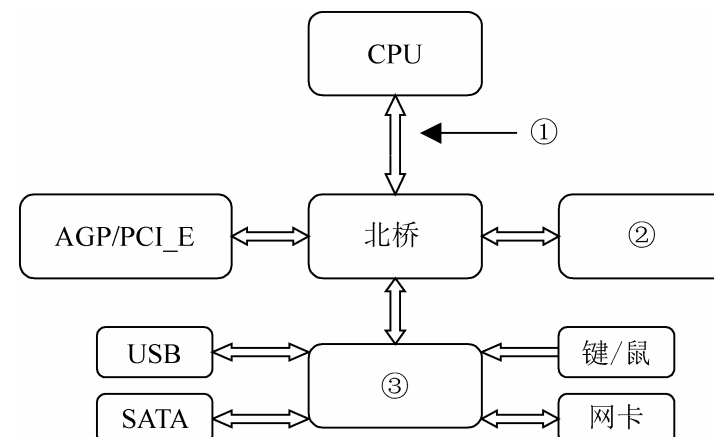 CPU
①
AGP/PCI_E
北桥
②
USB
③
键/鼠
SATA
网卡